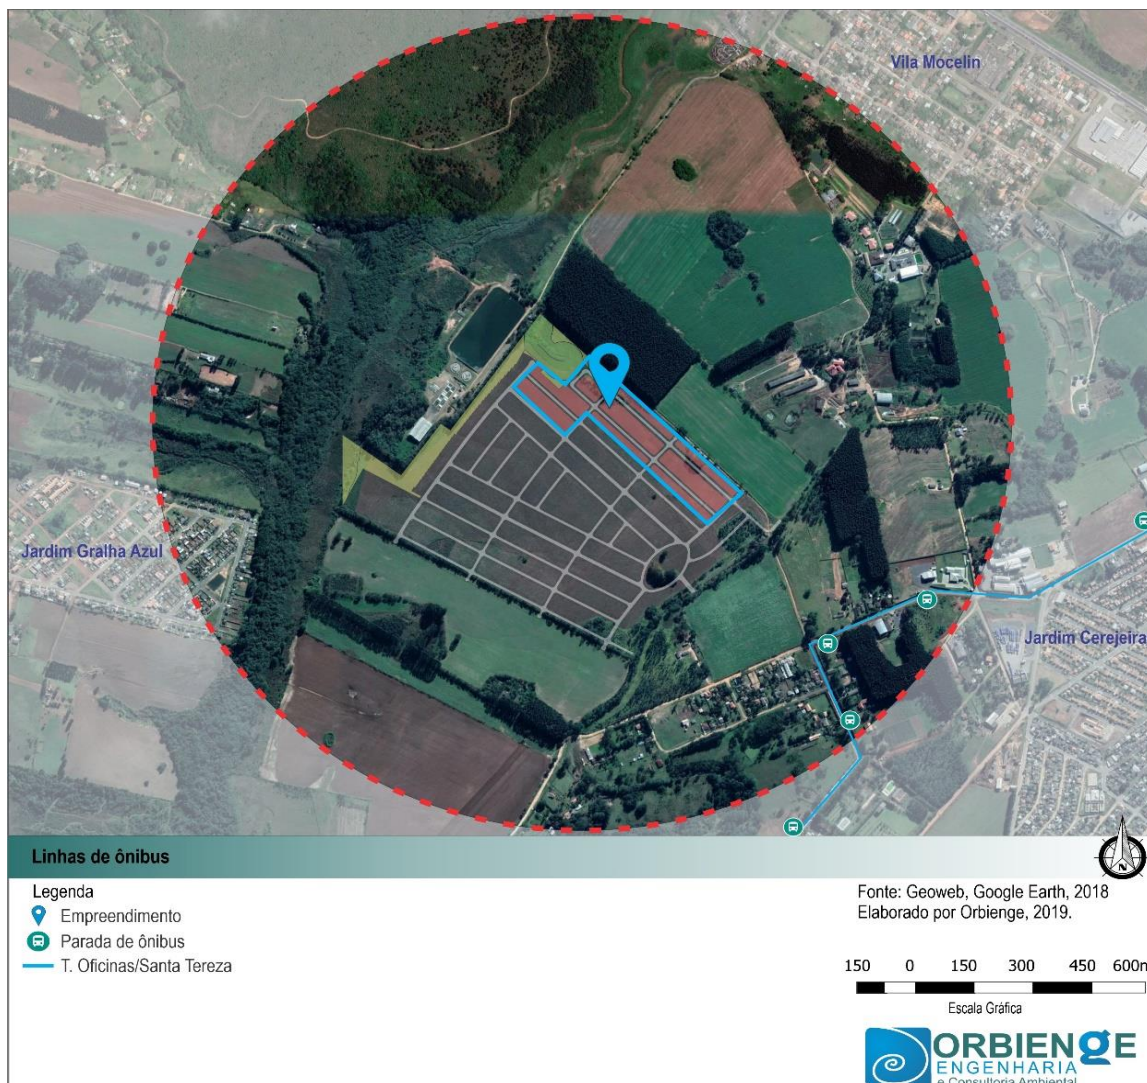 Vila Mocelin
Jardim Gralha Azul
Jardim Cerejeira
Linhas de ônibus
N
Legenda
Empreendimento
Parada de ônibus
T. Oficinas/Santa Tereza
Fonte: Geoweb, Google Earth, 2018
Elaborado por Orbienge, 2019.
150 0 150 300 450 600m
Escala Gráfica
ORBIENgE
ENGENHARIA
e Consultoria Ambiental